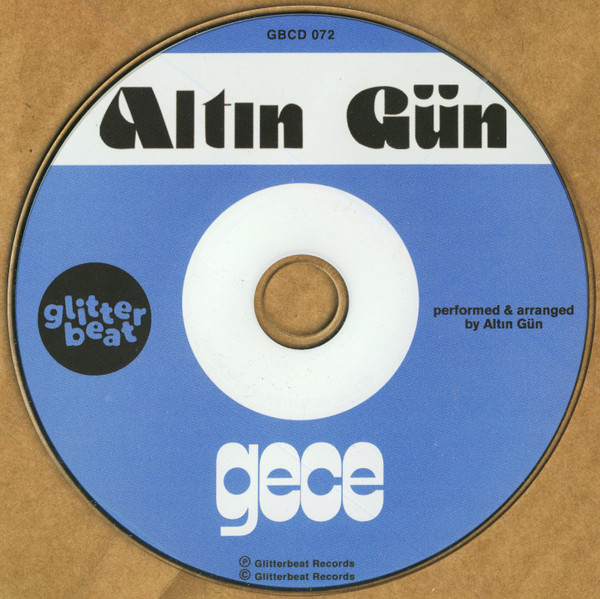 GBCD 072
Altın Gün
glitter
beat
performed & arranged
by Altın Gün
gece
℗ Glitterbeat Records
© Glitterbeat Records